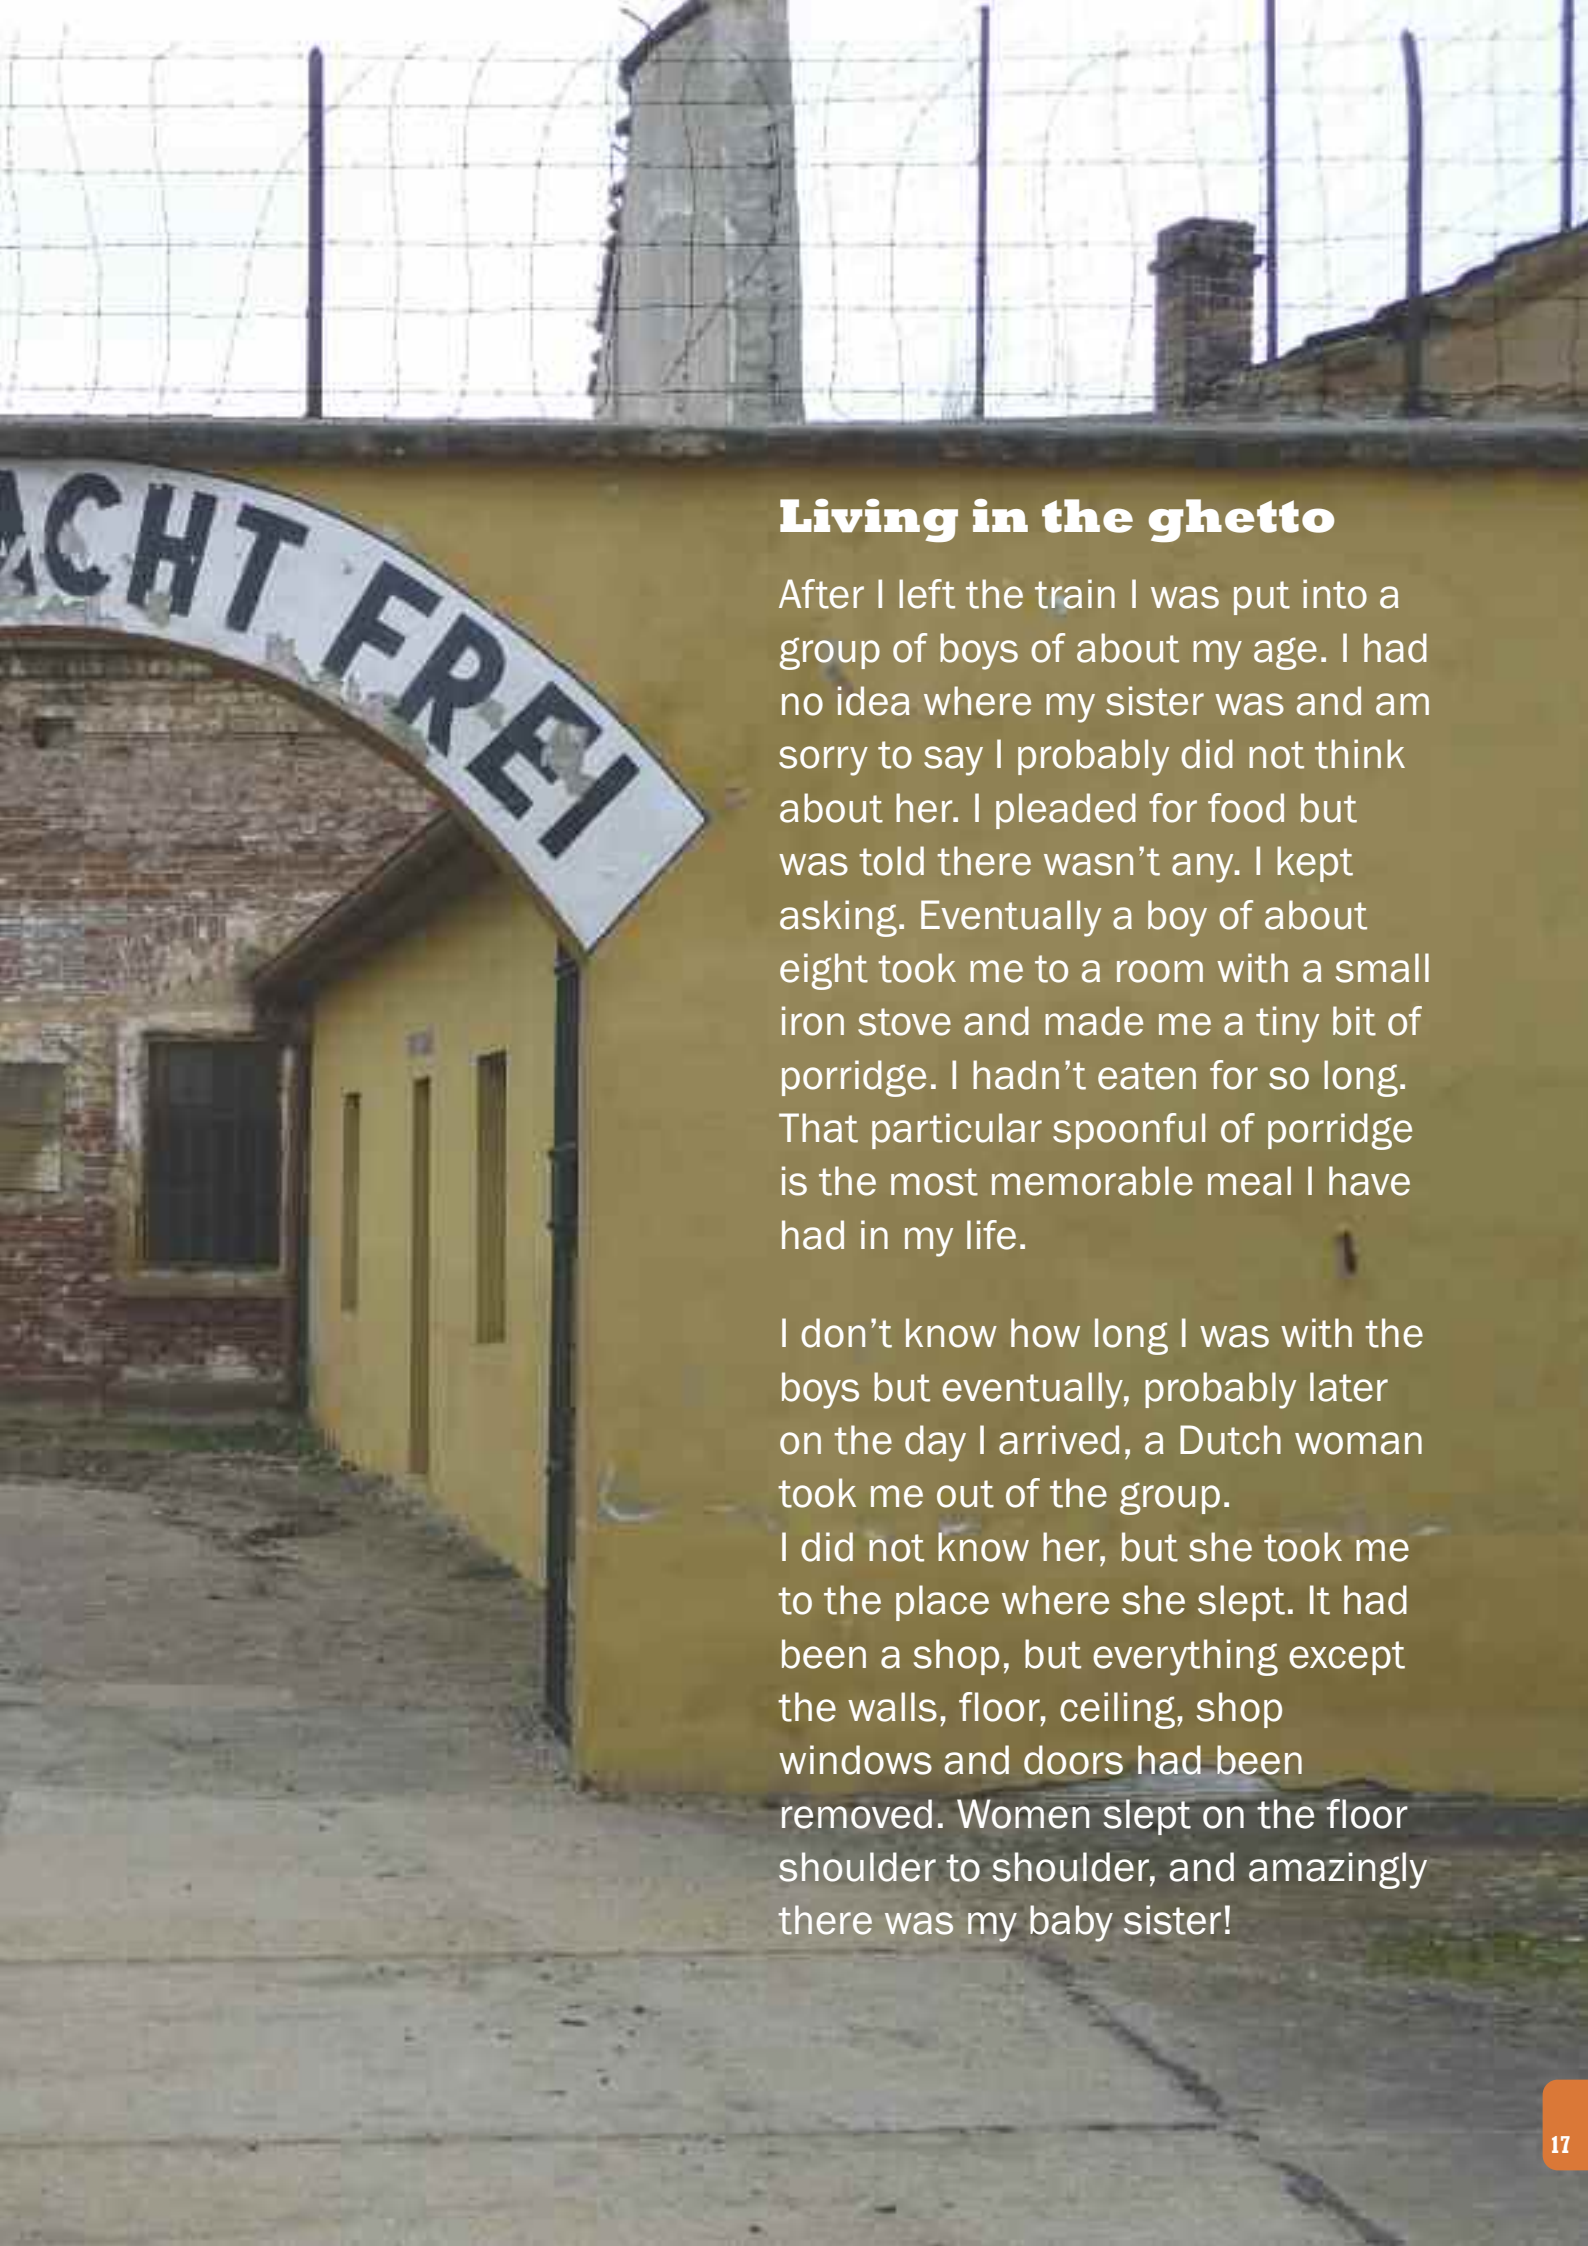 ACHT FREI
Living in the ghetto
After I left the train I was put into a
group of boys of about my age. I had
no idea where my sister was and am
sorry to say I probably did not think
about her. I pleaded for food but
was told there wasn’t any. I kept
asking. Eventually a boy of about
eight took me to a room with a small
iron stove and made me a tiny bit of
porridge. I hadn’t eaten for so long.
That particular spoonful of porridge
is the most memorable meal I have
had in my life.
I don’t know how long I was with the
boys but eventually, probably later
on the day I arrived, a Dutch woman
took me out of the group.
I did not know her, but she took me
to the place where she slept. It had
been a shop, but everything except
the walls, floor, ceiling, shop
windows and doors had been
removed. Women slept on the floor
shoulder to shoulder, and amazingly
there was my baby sister!
17